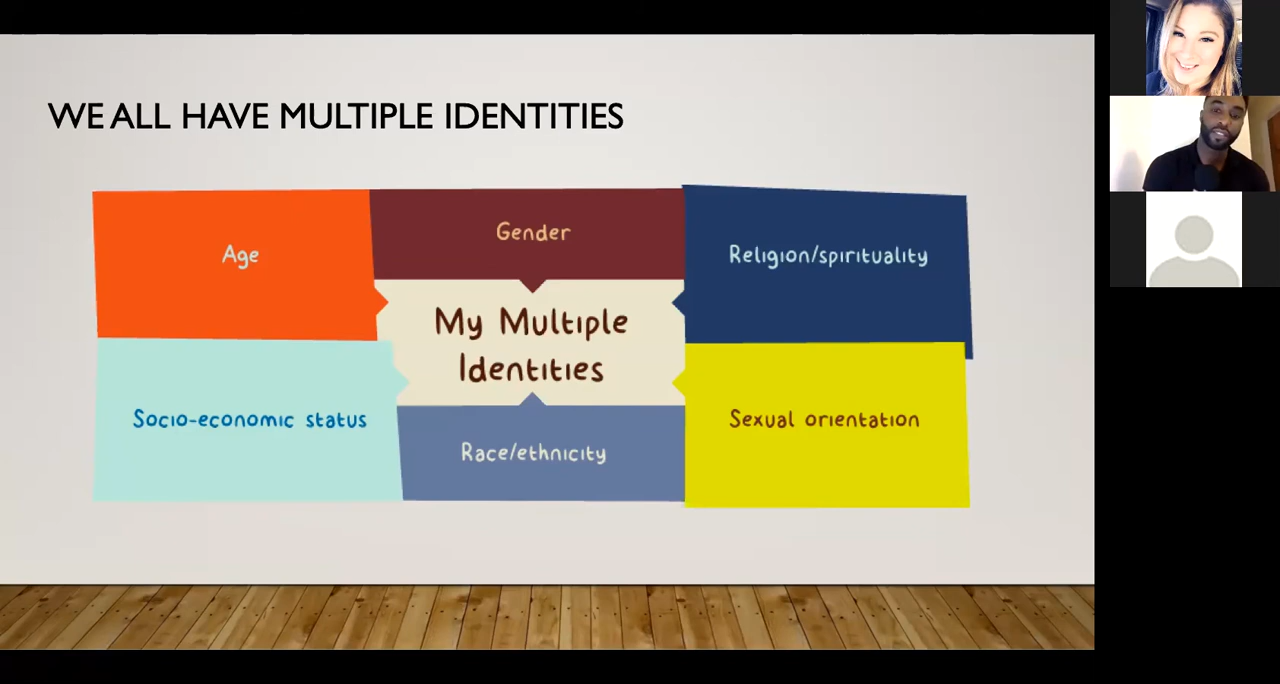 WE ALL HAVE MULTIPLE IDENTITIES
Age
Gender
Religion/spirituality
My Multiple
Identities
Socio-economic status
Race/ethnicity
Sexual orientation